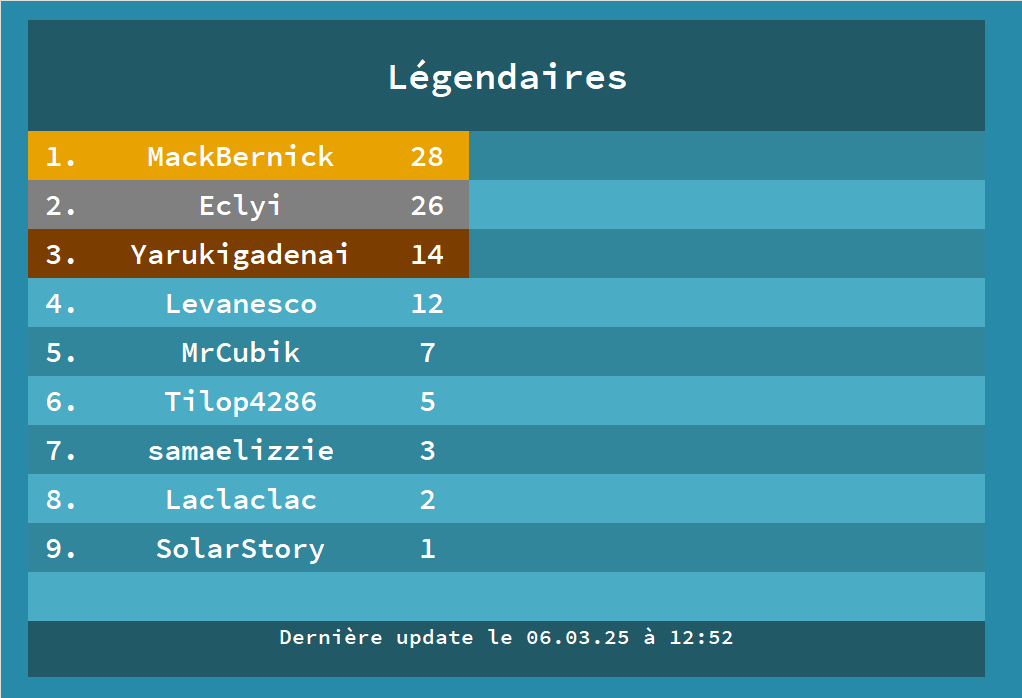 Légendaires
1. MackBernick 28
2. Eclyi 26
3. Yarukigadenai 14
4. Levanesco 12
5. MrCubik 7
6. Tilop4286 5
7. samaelizzie 3
8. Laclaclac 2
9. SolarStory 1
Dernière update le 06.03.25 à 12:52